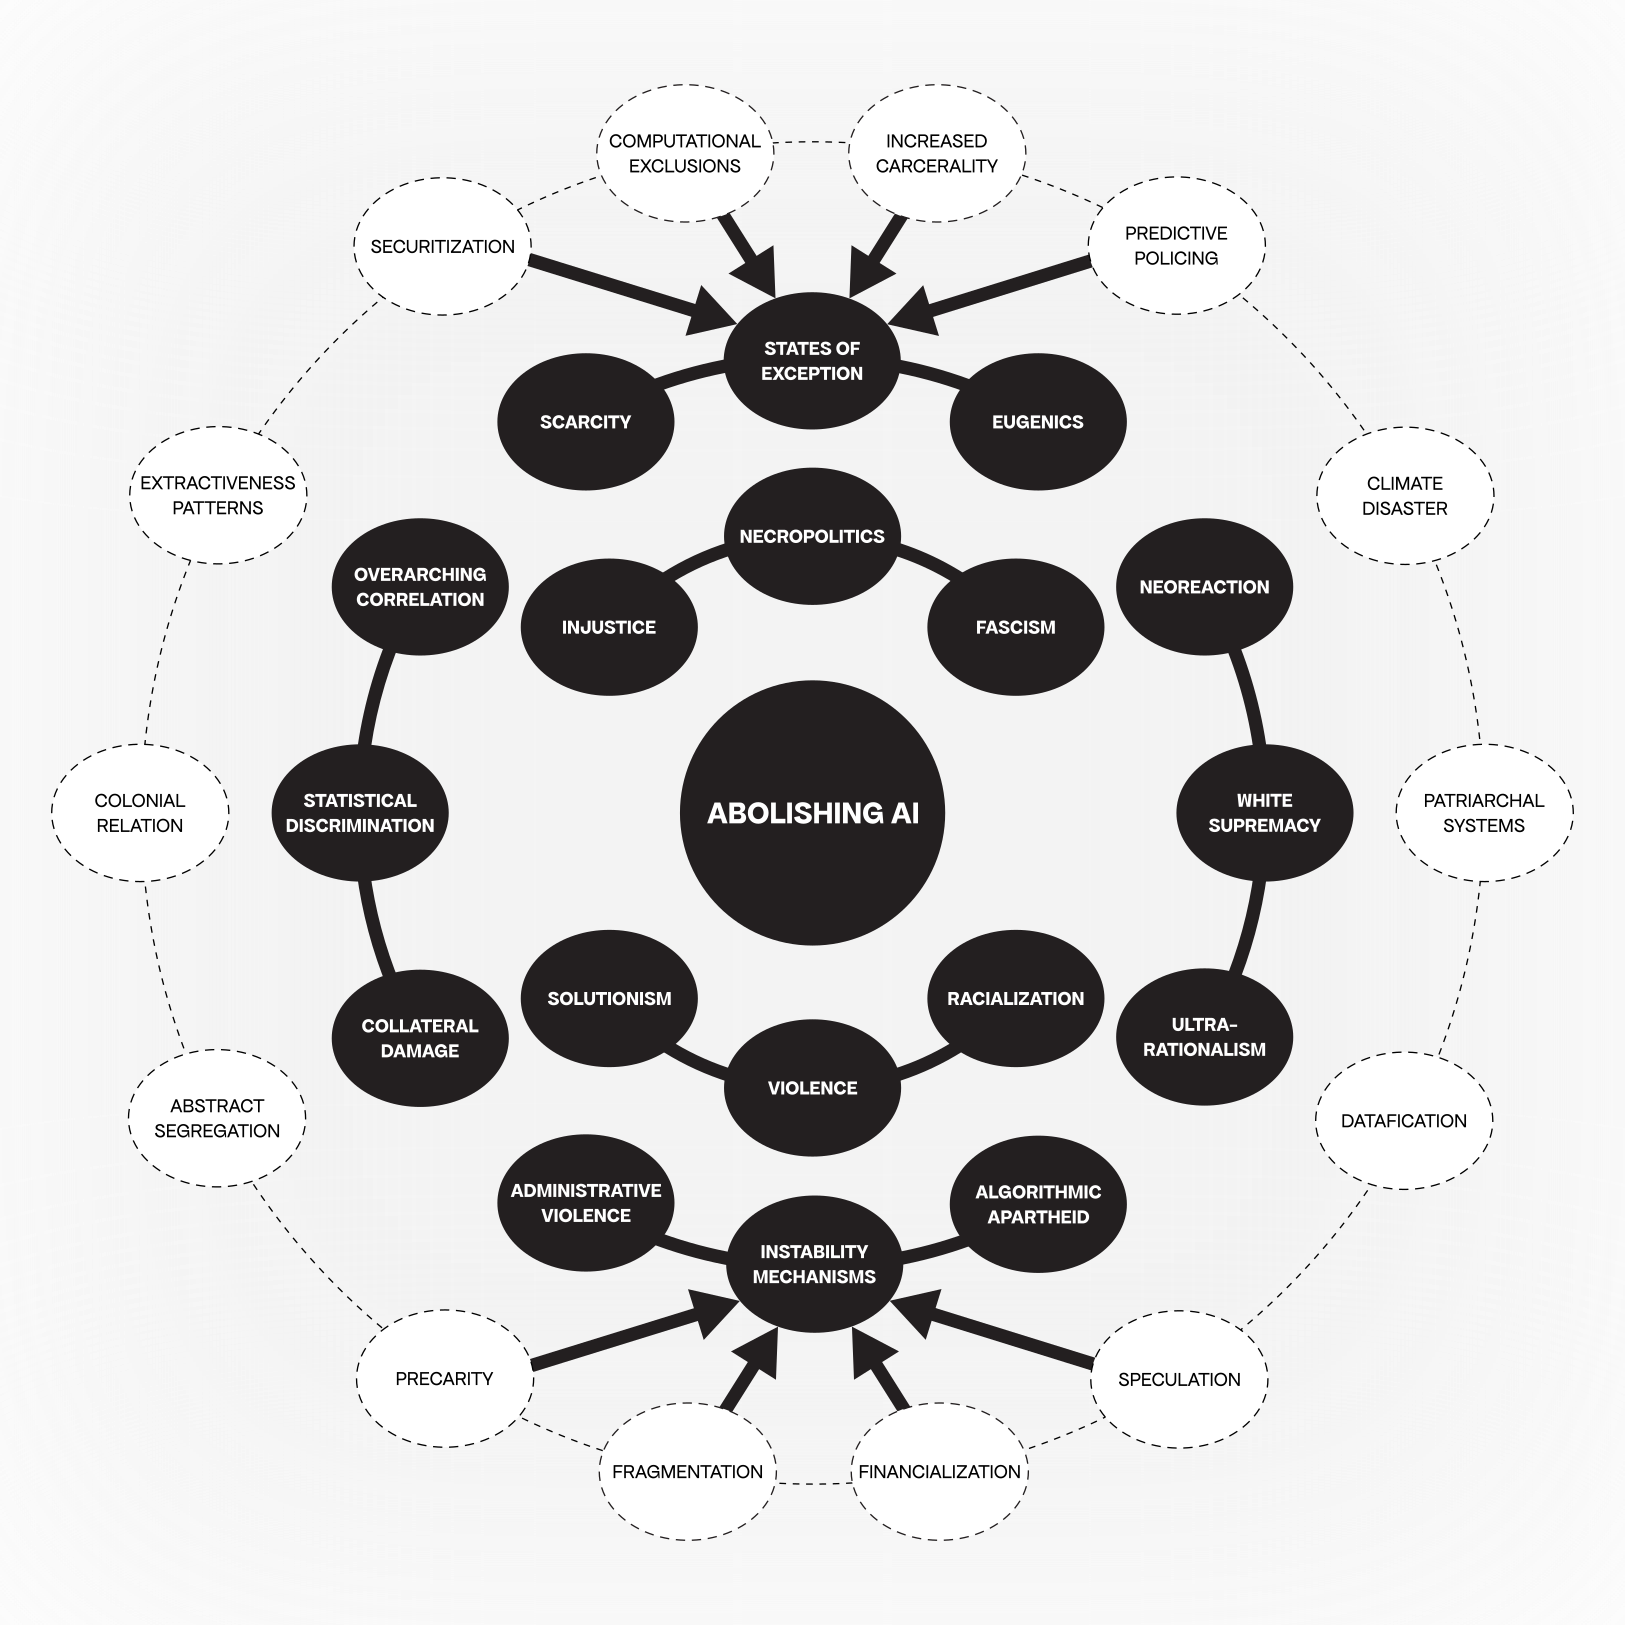 COMPUTATIONAL
EXCLUSIONS
INCREASED
CARCERALITY
SECURITIZATION
PREDICTIVE
POLICING
STATES OF
EXCEPTION
SCARCITY
EUGENICS
EXTRACTIVENESS
PATTERNS
CLIMATE
DISASTER
NECROPOLITICS
OVERARCHING
CORRELATION
INJUSTICE
FASCISM
NEOREACTION
COLONIAL
RELATION
STATISTICAL
DISCRIMINATION
ABOLISHING AI
WHITE
SUPREMACY
PATRIARCHAL
SYSTEMS
SOLUTIONISM
RACIALIZATION
COLLATERAL
DAMAGE
VIOLENCE
ULTRA-
RATIONALISM
ABSTRACT
SEGREGATION
DATAFICATION
ADMINISTRATIVE
VIOLENCE
ALGORITHMIC
APARTHEID
INSTABILITY
MECHANISMS
PRECARITY
SPECULATION
FRAGMENTATION
FINANCIALIZATION